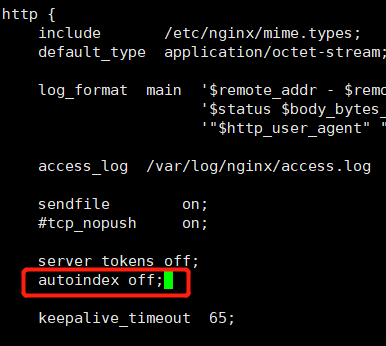 http {
include /etc/nginx/mime.types;
default_type application/octet-stream;
log_format main '$remote_addr - $remo
'$status $body_bytes_
'"$http_user_agent" "
access_log /var/log/nginx/access.log
sendfile on;
#tcp_nopush on;
server_tokens off;
autoindex off;
keepalive_timeout 65;